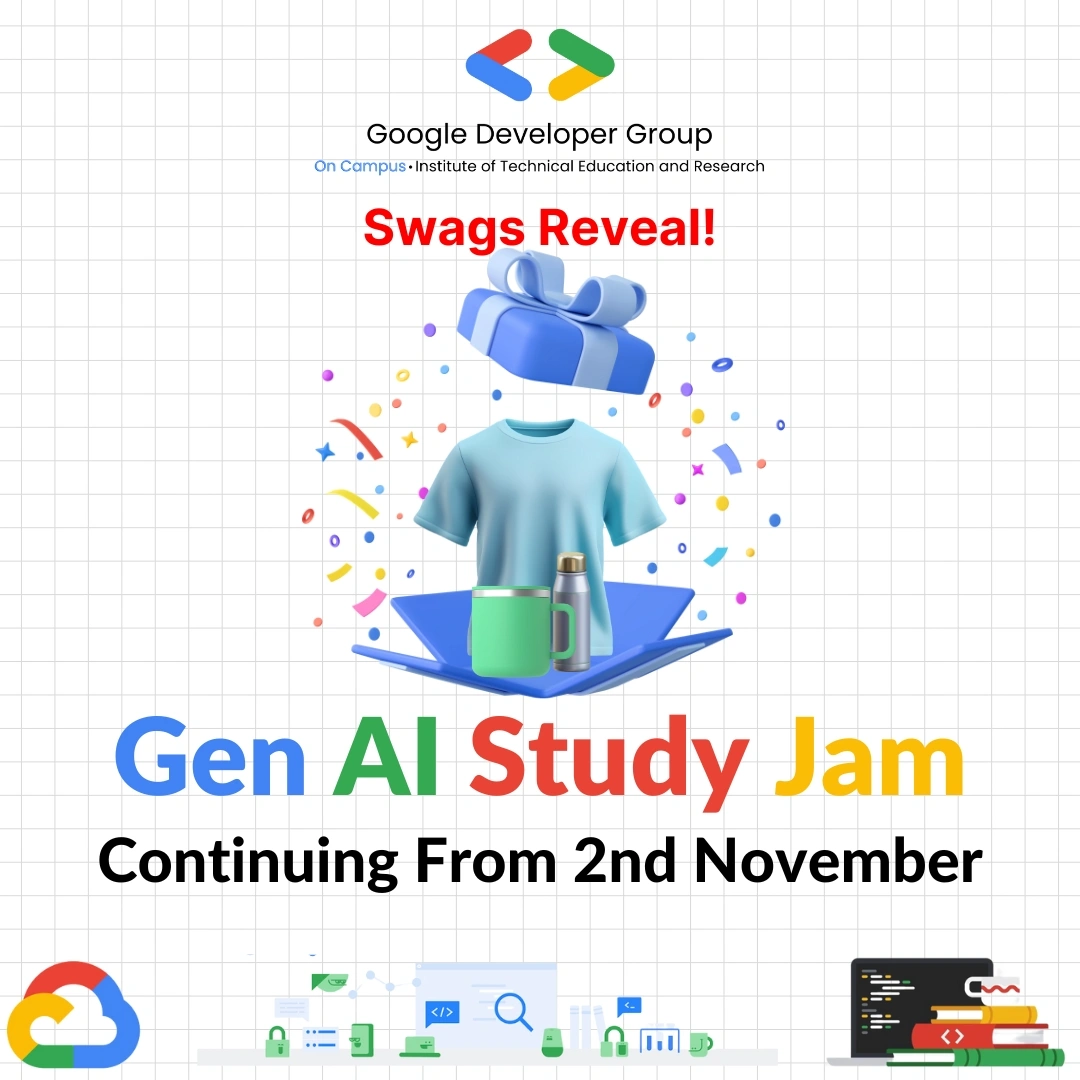 Google Developer Group
On Campus • Institute of Technical Education and Research
Swags Reveal!
Gen AI Study Jam
Continuing From 2nd November
</>
<_
<>